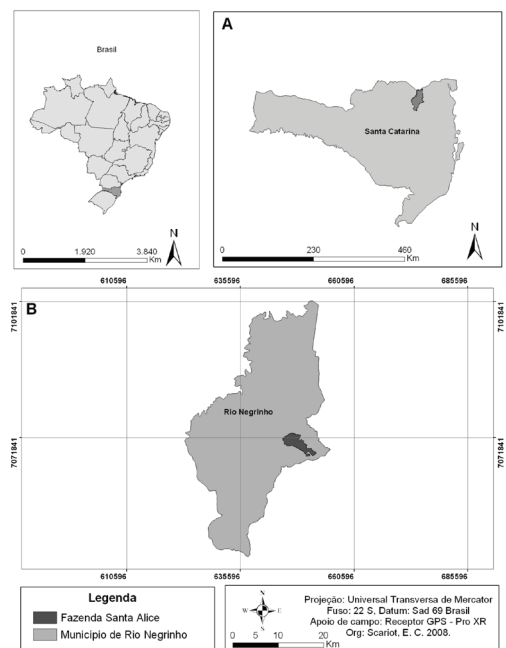 Brasil
N
0 1.920 3.840
Km
A
Santa Catarina
N
0 230 460
Km
610596 635596 660596 685596
B
7101841 7101841
Rio Negrinho
7071841 7071841
610596 635596 660596 685596
Legenda
Fazenda Santa Alice
Municipio de Rio Negrinho
N
W E
S
0 5 10 20
Km
Projeção: Universal Transversa de Mercator
Fuso: 22 S, Datum: Sad 69 Brasil
Apoio de campo: Receptor GPS - Pro XR
Org: Scariot, E. C. 2008.